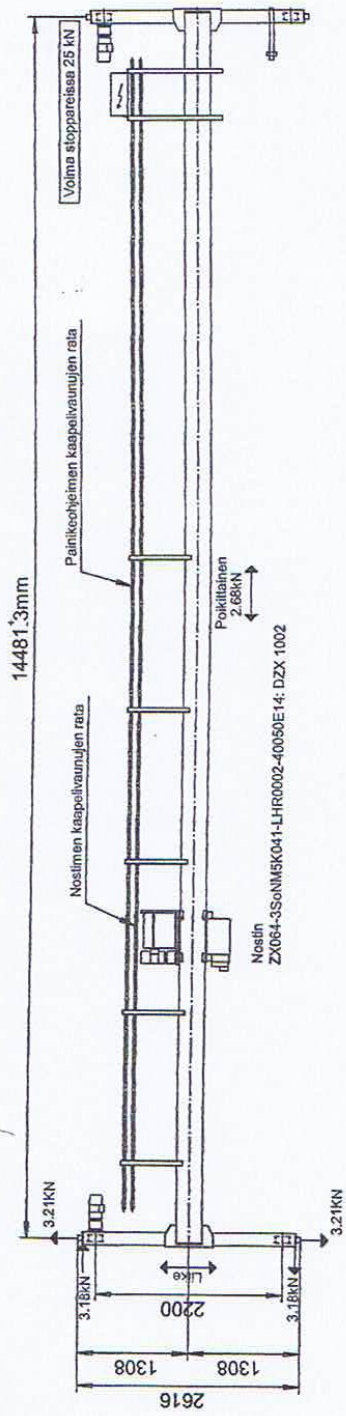 14481±3mm
Voima stoppareissa 25 kN
Painikeohjeimen kaapelivaunujen rata
Nostimen kaapelivaunujen rata
Poikittainen
2.68kN
Nostin
ZX064-3SoNM5K041-LHR0002-40050E14: DZX 1002
3.21KN
3.18kN
Liike
2200
1308
1308
2616
3.18kN
3.21KN